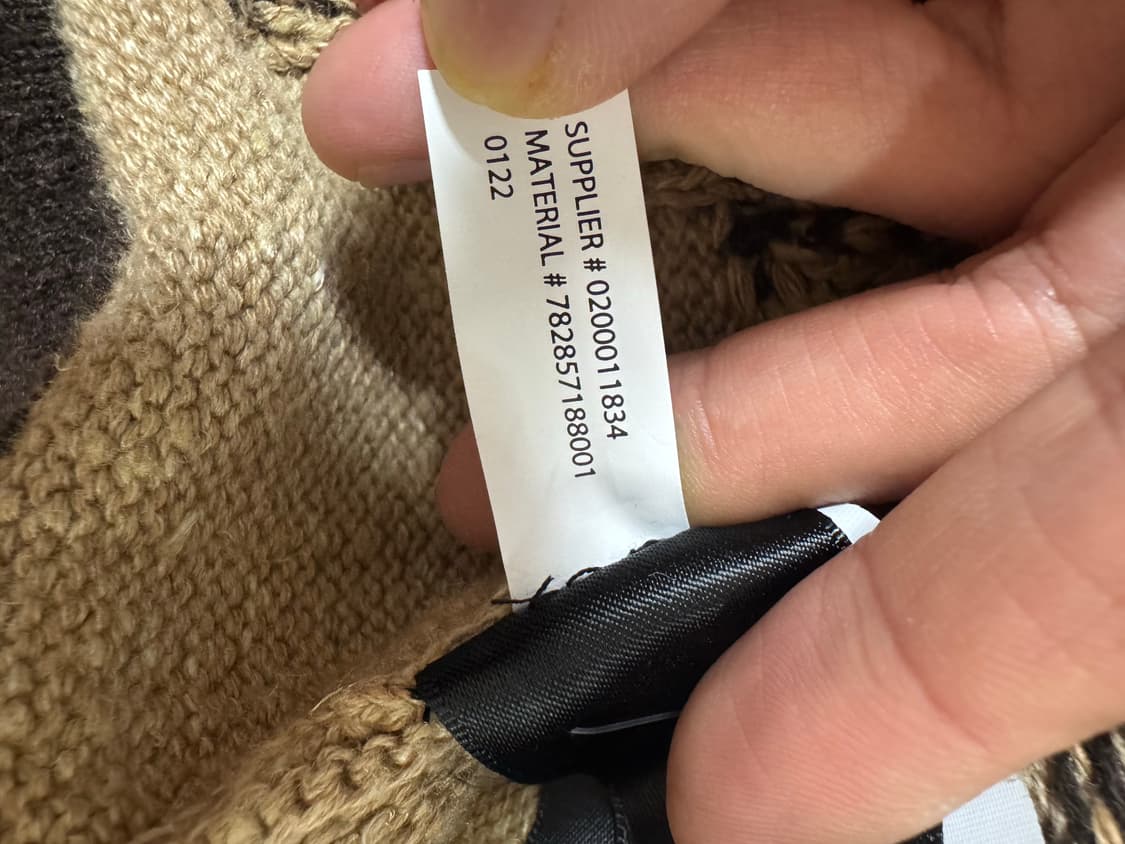 SUPPLIER # 0200011834
MATERIAL # 782857188001
0122